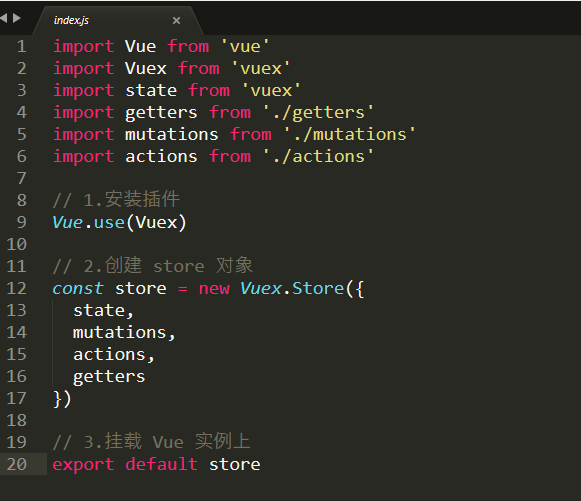 index.js
1 import Vue from 'vue'
2 import Vuex from 'vuex'
3 import state from 'vuex'
4 import getters from './getters'
5 import mutations from './mutations'
6 import actions from './actions'
7
8 // 1.安装插件
9 Vue.use(Vuex)
10
11 // 2.创建 store 对象
12 const store = new Vuex.Store({
13   state,
14   mutations,
15   actions,
16   getters
17 })
18
19 // 3.挂载 Vue 实例上
20 export default store